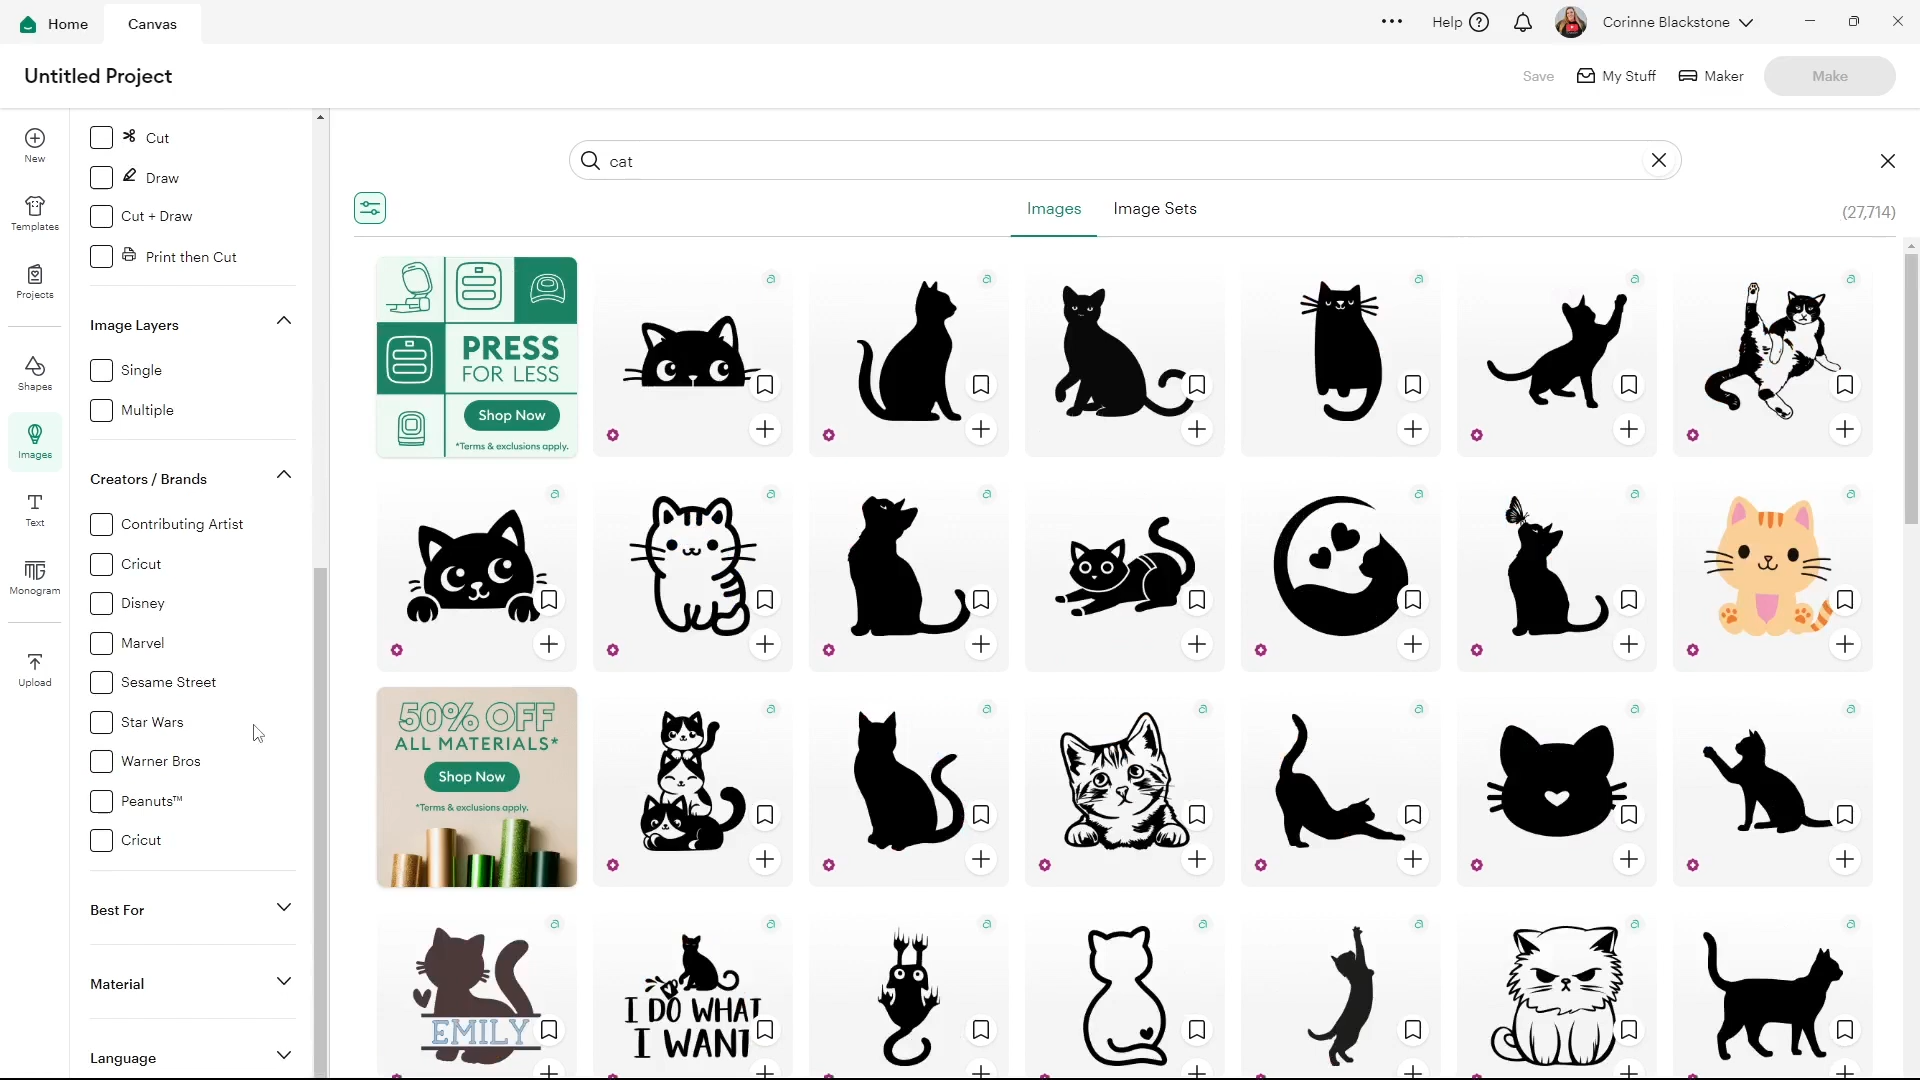 Home
Canvas
Help
Corinne Blackstone
Untitled Project
Save
My Stuff
Maker
Make
New
Templates
Projects
Shapes
Images
Text
Monogram
Upload
Cut
Draw
Cut + Draw
Print then Cut
Image Layers
Single
Multiple
Creators / Brands
Contributing Artist
Cricut
Disney
Marvel
Sesame Street
Star Wars
Warner Bros
Peanuts™
Cricut
Best For
Material
Language
cat
Images
Image Sets
(27,714)
PRESS
FOR LESS
Shop Now
*Terms & exclusions apply.
50% OFF
ALL MATERIALS*
Shop Now
*Terms & exclusions apply.
EMILY
I DO WHAT
I WANT